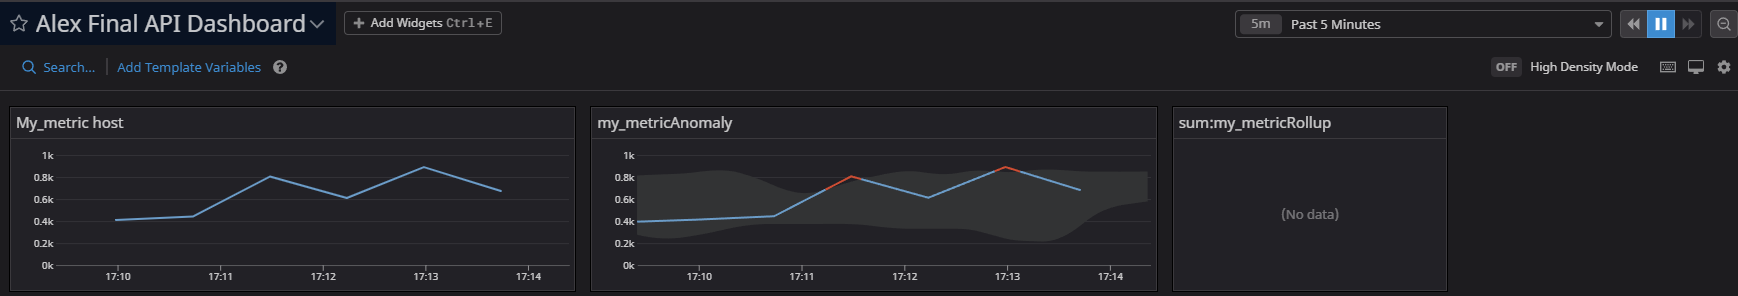 Alex Final API Dashboard
+ Add Widgets Ctrl+E
5m Past 5 Minutes
Search...
Add Template Variables
?
OFF High Density Mode
My_metric host
1k
0.8k
0.6k
0.4k
0.2k
0k
17:10 17:11 17:12 17:13 17:14
my_metricAnomaly
1k
0.8k
0.6k
0.4k
0.2k
0k
17:10 17:11 17:12 17:13 17:14
sum:my_metricRollup
(No data)